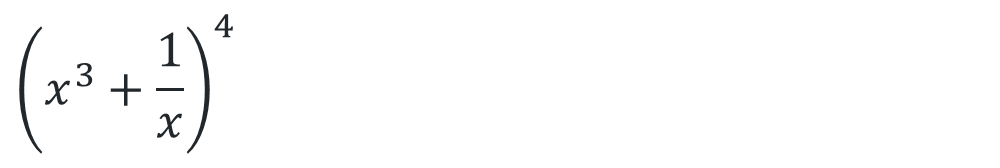 (x³ + 1/x)⁴